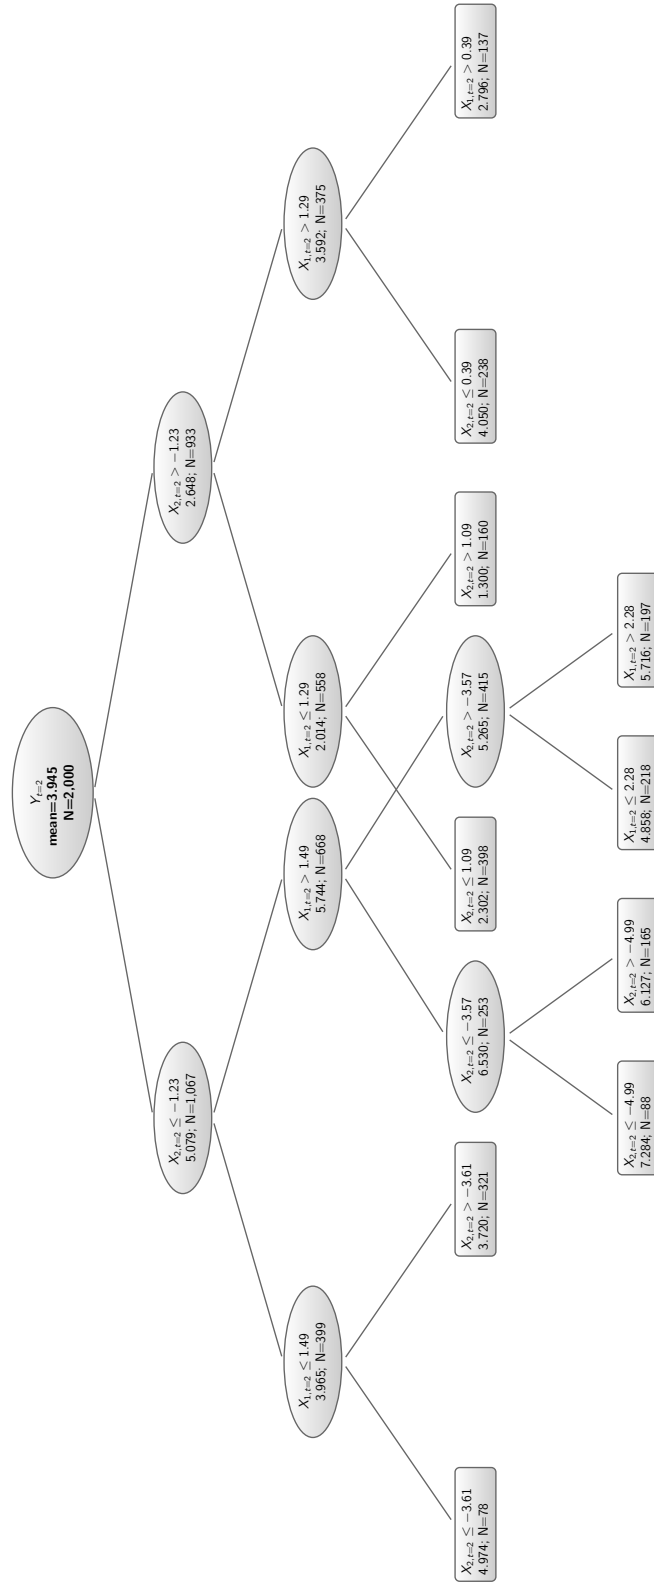 Y_{t=2}
mean=3.945
N=2,000
X_{2,t=2} ≤ −1.23
5.079; N=1,067
X_{2,t=2} > −1.23
2.648; N=933
X_{1,t=2} ≤ 1.49
3.965; N=399
X_{1,t=2} > 1.49
5.744; N=668
X_{1,t=2} ≤ 1.29
2.014; N=558
X_{1,t=2} > 1.29
3.592; N=375
X_{2,t=2} ≤ −3.61
4.974; N=78
X_{2,t=2} > −3.61
3.720; N=321
X_{2,t=2} ≤ −3.57
6.530; N=253
X_{2,t=2} ≤ 1.09
2.302; N=398
X_{2,t=2} > −3.57
5.265; N=415
X_{2,t=2} > 1.09
1.300; N=160
X_{2,t=2} ≤ 0.39
4.050; N=238
X_{1,t=2} > 0.39
2.796; N=137
X_{2,t=2} ≤ −4.99
7.284; N=88
X_{2,t=2} > −4.99
6.127; N=165
X_{1,t=2} ≤ 2.28
4.858; N=218
X_{1,t=2} > 2.28
5.716; N=197